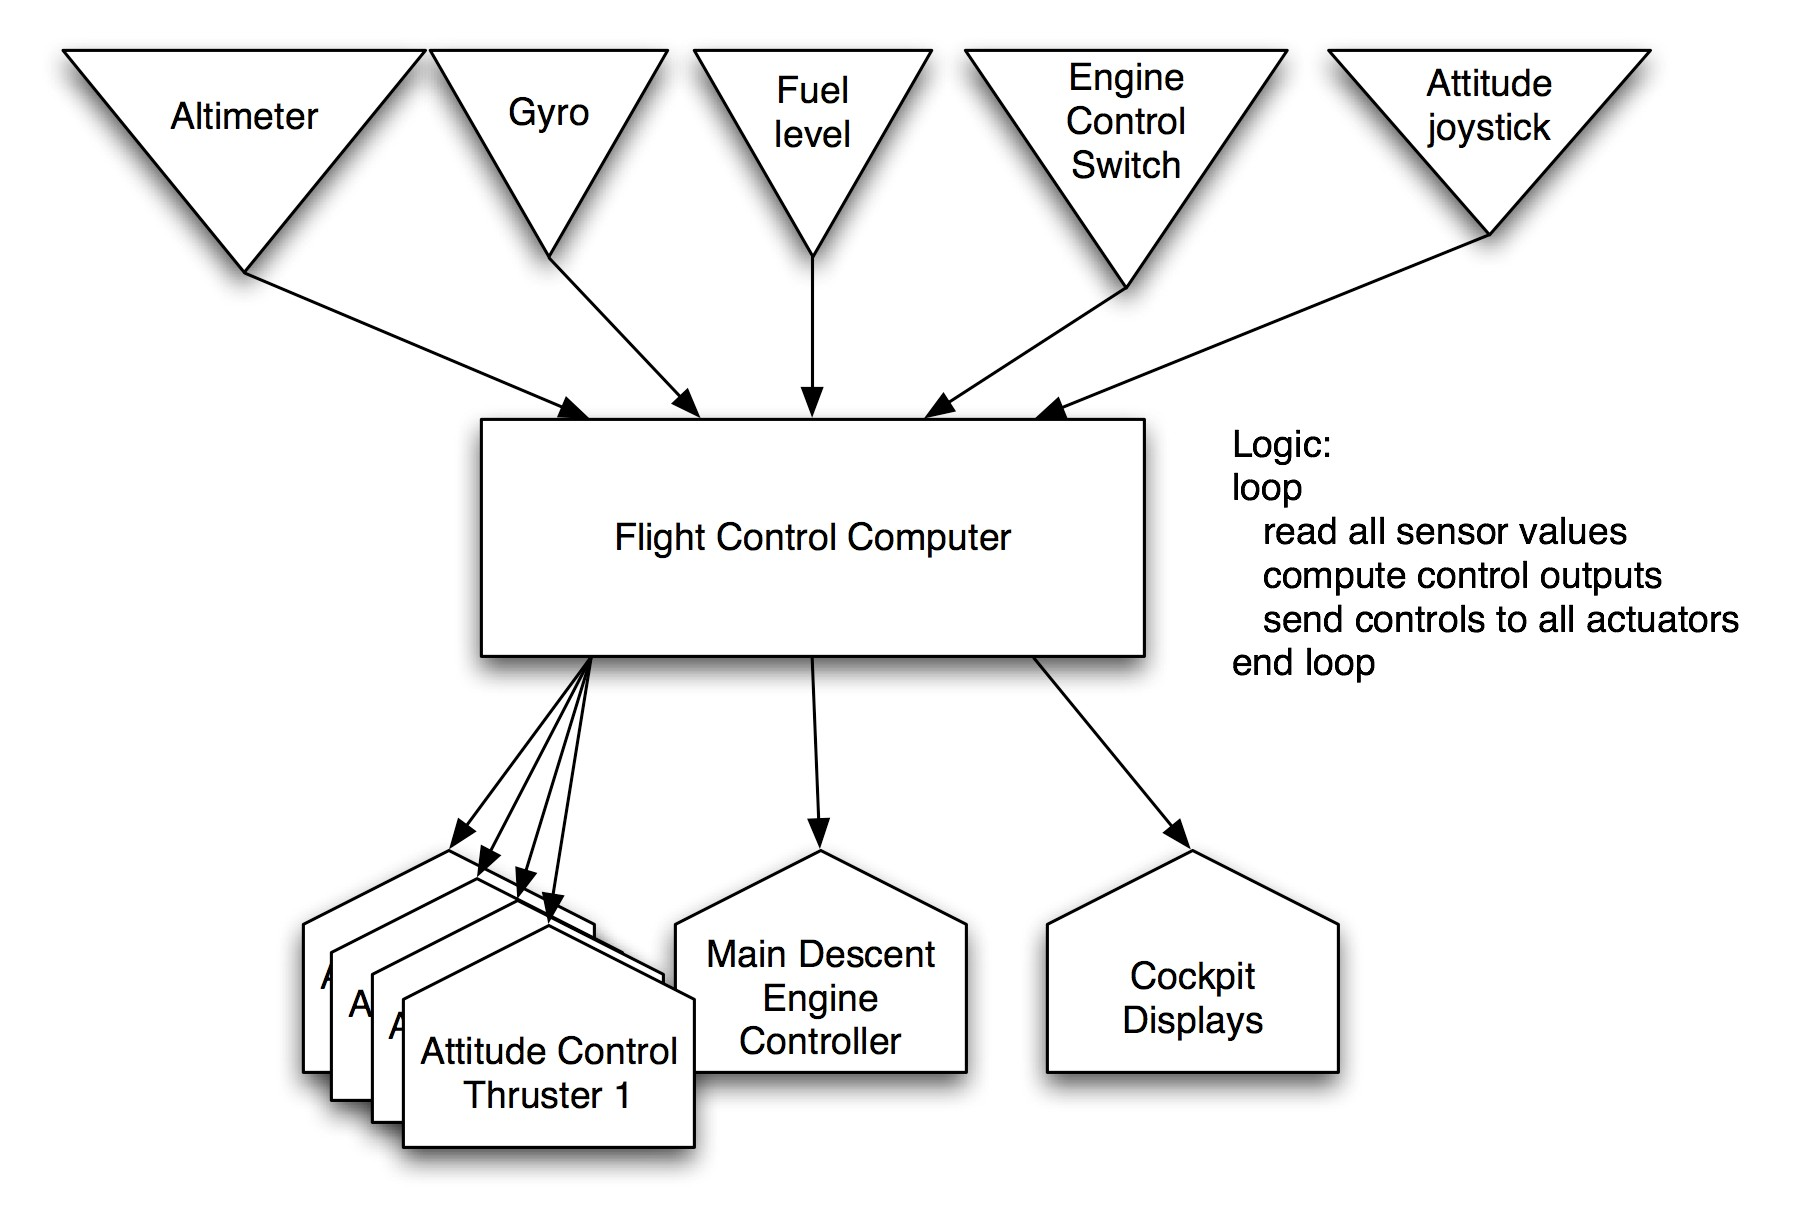 Altimeter
Gyro
Fuel
level
Engine
Control
Switch
Attitude
joystick
Flight Control Computer
Logic:
loop
read all sensor values
compute control outputs
send controls to all actuators
end loop
A
A
A
Attitude Control
Thruster 1
Main Descent
Engine
Controller
Cockpit
Displays